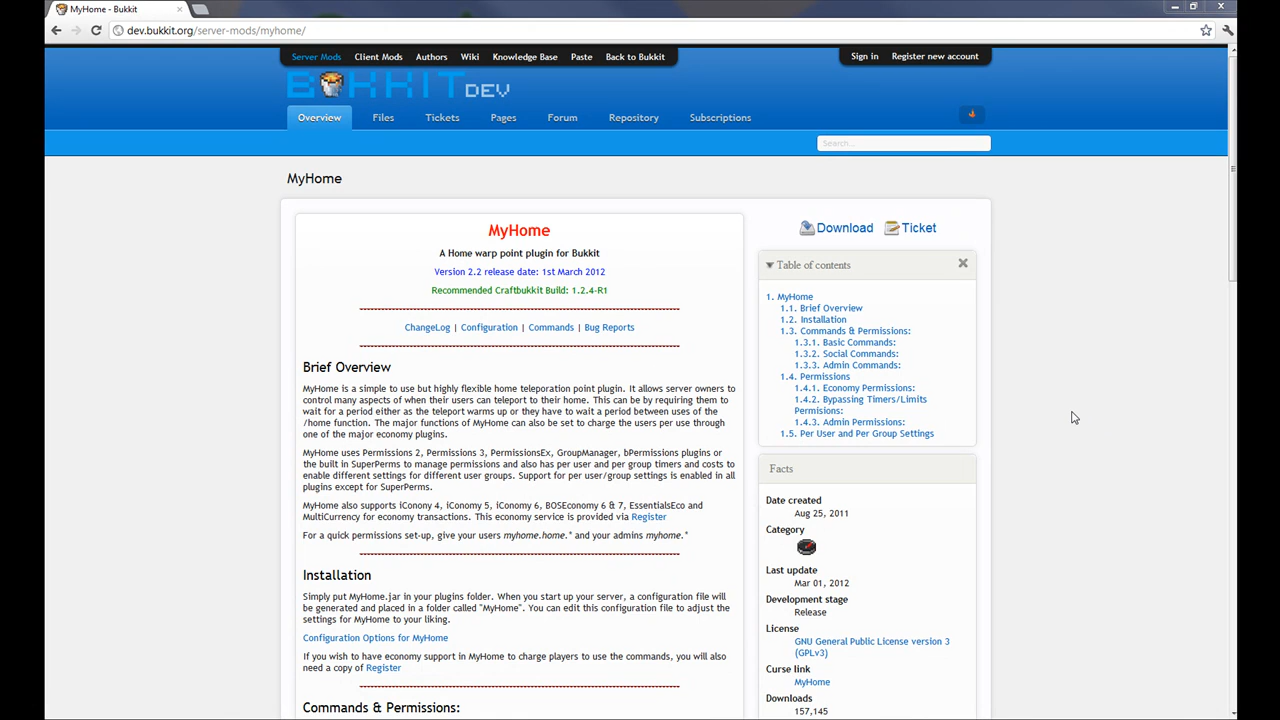 MyHome - Bukkit
dev.bukkit.org/server-mods/myhome/
Server Mods Client Mods Authors Wiki Knowledge Base Paste Back to Bukkit Sign in Register new account
BUKKIT DEV
Overview Files Tickets Pages Forum Repository Subscriptions
Search...
MyHome
MyHome
A Home warp point plugin for Bukkit
Version 2.2 release date: 1st March 2012
Recommended Craftbukkit Build: 1.2.4-R1
ChangeLog | Configuration | Commands | Bug Reports
Brief Overview
MyHome is a simple to use but highly flexible home teleporation point plugin. It allows server owners to
control many aspects of when their users can teleport to their home. This can be by requiring them to
wait for a period either as the teleport warms up or they have to wait a period between uses of the
/home function. The major functions of MyHome can also be set to charge the users per use through
one of the major economy plugins.
MyHome uses Permissions 2, Permissions 3, PermissionsEx, GroupManager, bPermissions plugins or
the built in SuperPerms to manage permissions and also has per user and per group timers and costs to
enable different settings for different user groups. Support for per user/group settings is enabled in all
plugins except for SuperPerms.
MyHome also supports iConony 4, iConomy 5, iConomy 6, BOSEconomy 6 & 7, EssentialsEco and
MultiCurrency for economy transactions. This economy service is provided via Register
For a quick permissions set-up, give your users myhome.home.* and your admins myhome.*
Installation
Simply put MyHome.jar in your plugins folder. When you start up your server, a configuration file will
be generated and placed in a folder called "MyHome". You can edit this configuration file to adjust the
settings for MyHome to your liking.
Configuration Options for MyHome
If you wish to have economy support in MyHome to charge players to use the commands, you will also
need a copy of Register
Commands & Permissions:
Download Ticket
Table of contents
1. MyHome
1.1. Brief Overview
1.2. Installation
1.3. Commands & Permissions:
1.3.1. Basic Commands:
1.3.2. Social Commands:
1.3.3. Admin Commands:
1.4. Permissions
1.4.1. Economy Permissions:
1.4.2. Bypassing Timers/Limits
Permisions:
1.4.3. Admin Permissions:
1.5. Per User and Per Group Settings
Facts
Date created
Aug 25, 2011
Category
Last update
Mar 01, 2012
Development stage
Release
License
GNU General Public License version 3
(GPLv3)
Curse link
MyHome
Downloads
157,145